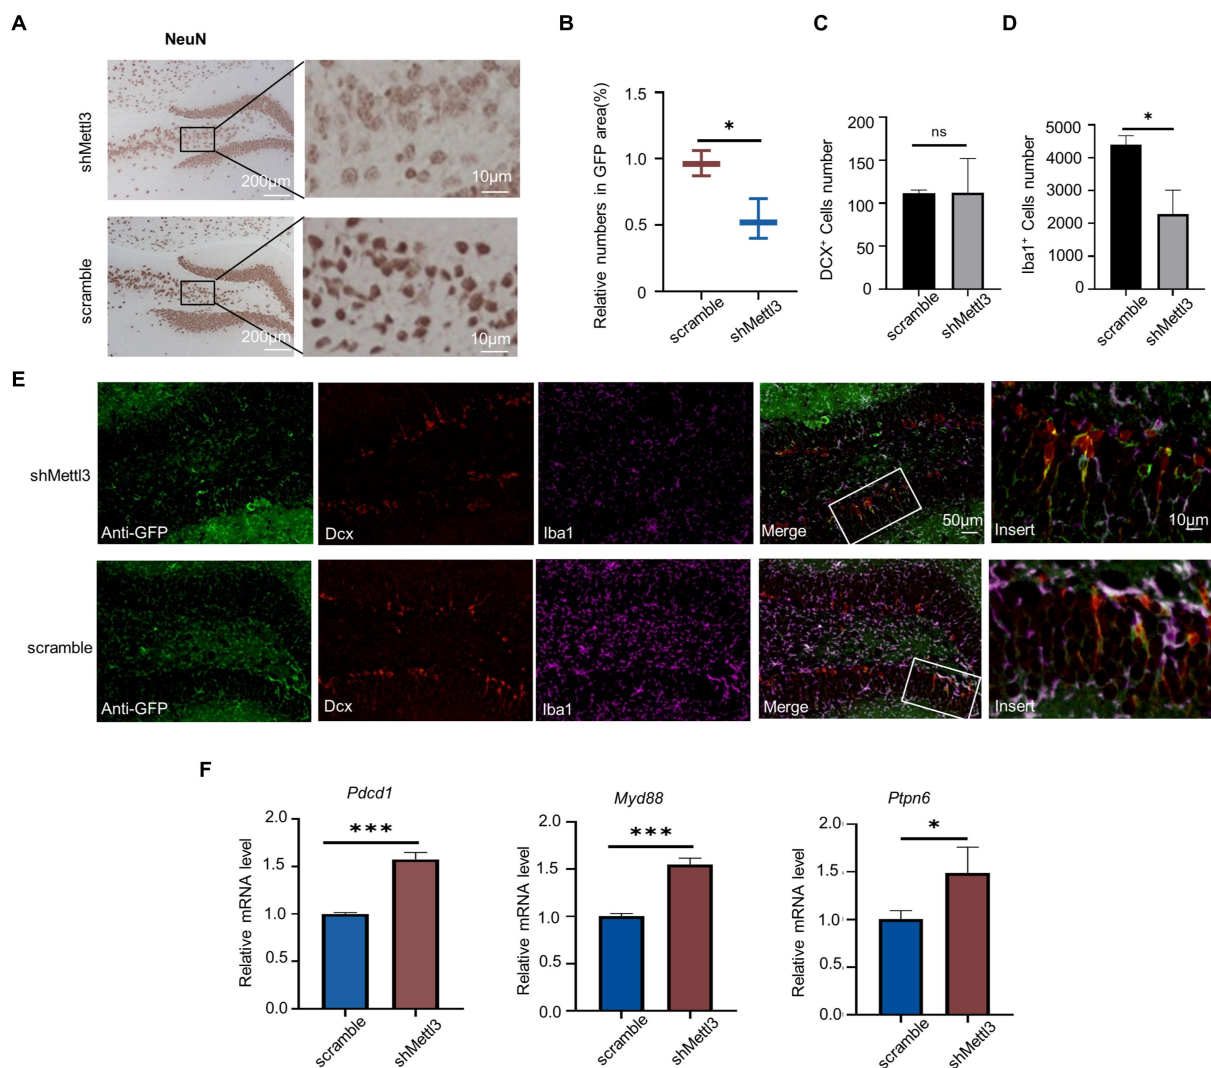 A
NeuN
shMettl3
200μm
10μm
scramble
200μm
10μm
B
Relative numbers in GFP area(%)
1.5
1.0
0.5
0
*
scramble
shMettl3
C
DCX⁺ Cells number
200
150
100
50
0
ns
scramble
shMettl3
D
Iba1⁺ Cells number
5000
4000
3000
2000
1000
0
*
scramble
shMettl3
E
shMettl3
Anti-GFP
Dcx
Iba1
Merge
50μm
Insert
10μm
scramble
Anti-GFP
Dcx
Iba1
Merge
Insert
F
Pdcd1
Relative mRNA level
2.0
1.5
1.0
0.5
0.0
***
scramble
shMettl3
Myd88
Relative mRNA level
2.0
1.5
1.0
0.5
0.0
***
scramble
shMettl3
Ptpn6
Relative mRNA level
2.0
1.5
1.0
0.5
0.0
*
scramble
shMettl3